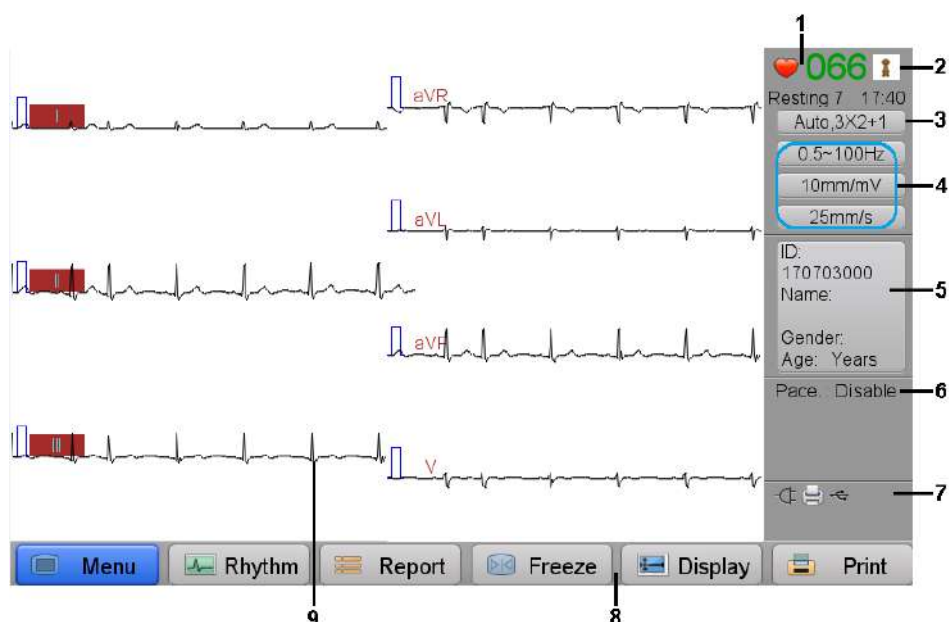 1
066
2
Resting 7 17:40
Auto,3X2+1
3
0.5~100Hz
10mm/mV
4
25mm/s
ID:
170703000
5
Name:
Gender:
Age: Years
Pace. Disable
6
7
I
aVR
aVL
II
aVF
III
V
Menu
Rhythm
Report
Freeze
Display
Print
9
8